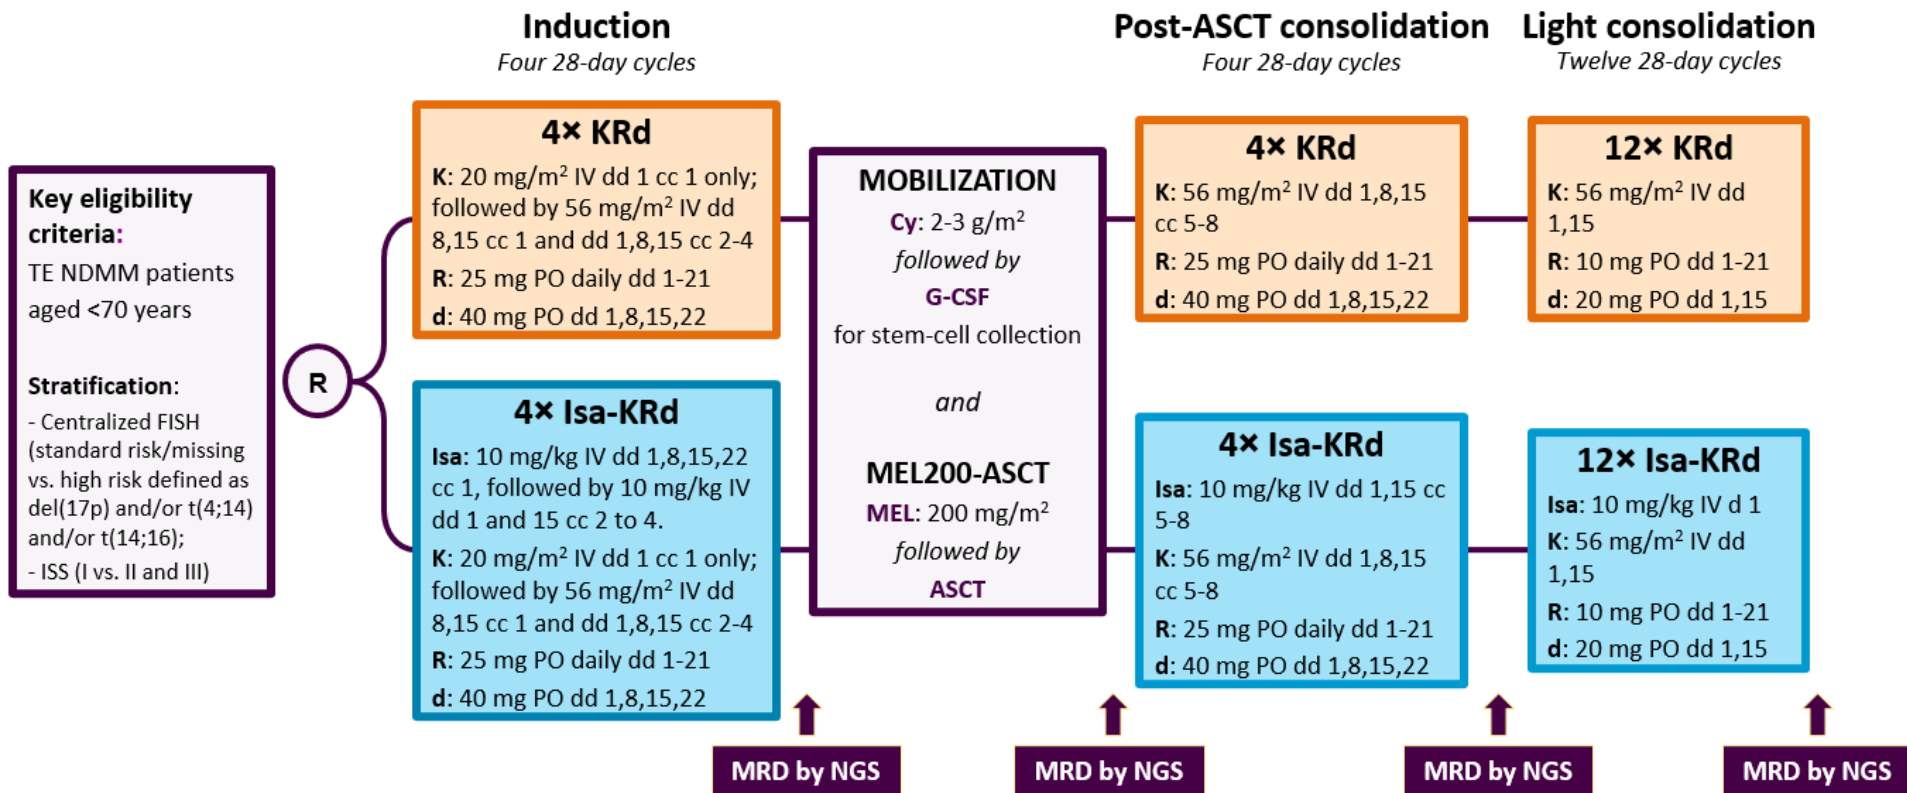 Induction
Four 28-day cycles
Post-ASCT consolidation
Four 28-day cycles
Light consolidation
Twelve 28-day cycles
Key eligibility
criteria:
TE NDMM patients
aged <70 years
Stratification:
- Centralized FISH
(standard risk/missing
vs. high risk defined as
del(17p) and/or t(4;14)
and/or t(14;16);
- ISS (I vs. II and III)
R
4× KRd
K: 20 mg/m² IV dd 1 cc 1 only;
followed by 56 mg/m² IV dd
8,15 cc 1 and dd 1,8,15 cc 2-4
R: 25 mg PO daily dd 1-21
d: 40 mg PO dd 1,8,15,22
4× Isa-KRd
Isa: 10 mg/kg IV dd 1,8,15,22
cc 1, followed by 10 mg/kg IV
dd 1 and 15 cc 2 to 4.
K: 20 mg/m² IV dd 1 cc 1 only;
followed by 56 mg/m² IV dd
8,15 cc 1 and dd 1,8,15 cc 2-4
R: 25 mg PO daily dd 1-21
d: 40 mg PO dd 1,8,15,22
MOBILIZATION
Cy: 2-3 g/m²
followed by
G-CSF
for stem-cell collection
and
MEL200-ASCT
MEL: 200 mg/m²
followed by
ASCT
4× KRd
K: 56 mg/m² IV dd 1,8,15
cc 5-8
R: 25 mg PO daily dd 1-21
d: 40 mg PO dd 1,8,15,22
4× Isa-KRd
Isa: 10 mg/kg IV dd 1,15 cc
5-8
K: 56 mg/m² IV dd 1,8,15
cc 5-8
R: 25 mg PO daily dd 1-21
d: 40 mg PO dd 1,8,15,22
12× KRd
K: 56 mg/m² IV dd
1,15
R: 10 mg PO dd 1-21
d: 20 mg PO dd 1,15
12× Isa-KRd
Isa: 10 mg/kg IV d 1
K: 56 mg/m² IV dd
1,15
R: 10 mg PO dd 1-21
d: 20 mg PO dd 1,15
MRD by NGS
MRD by NGS
MRD by NGS
MRD by NGS